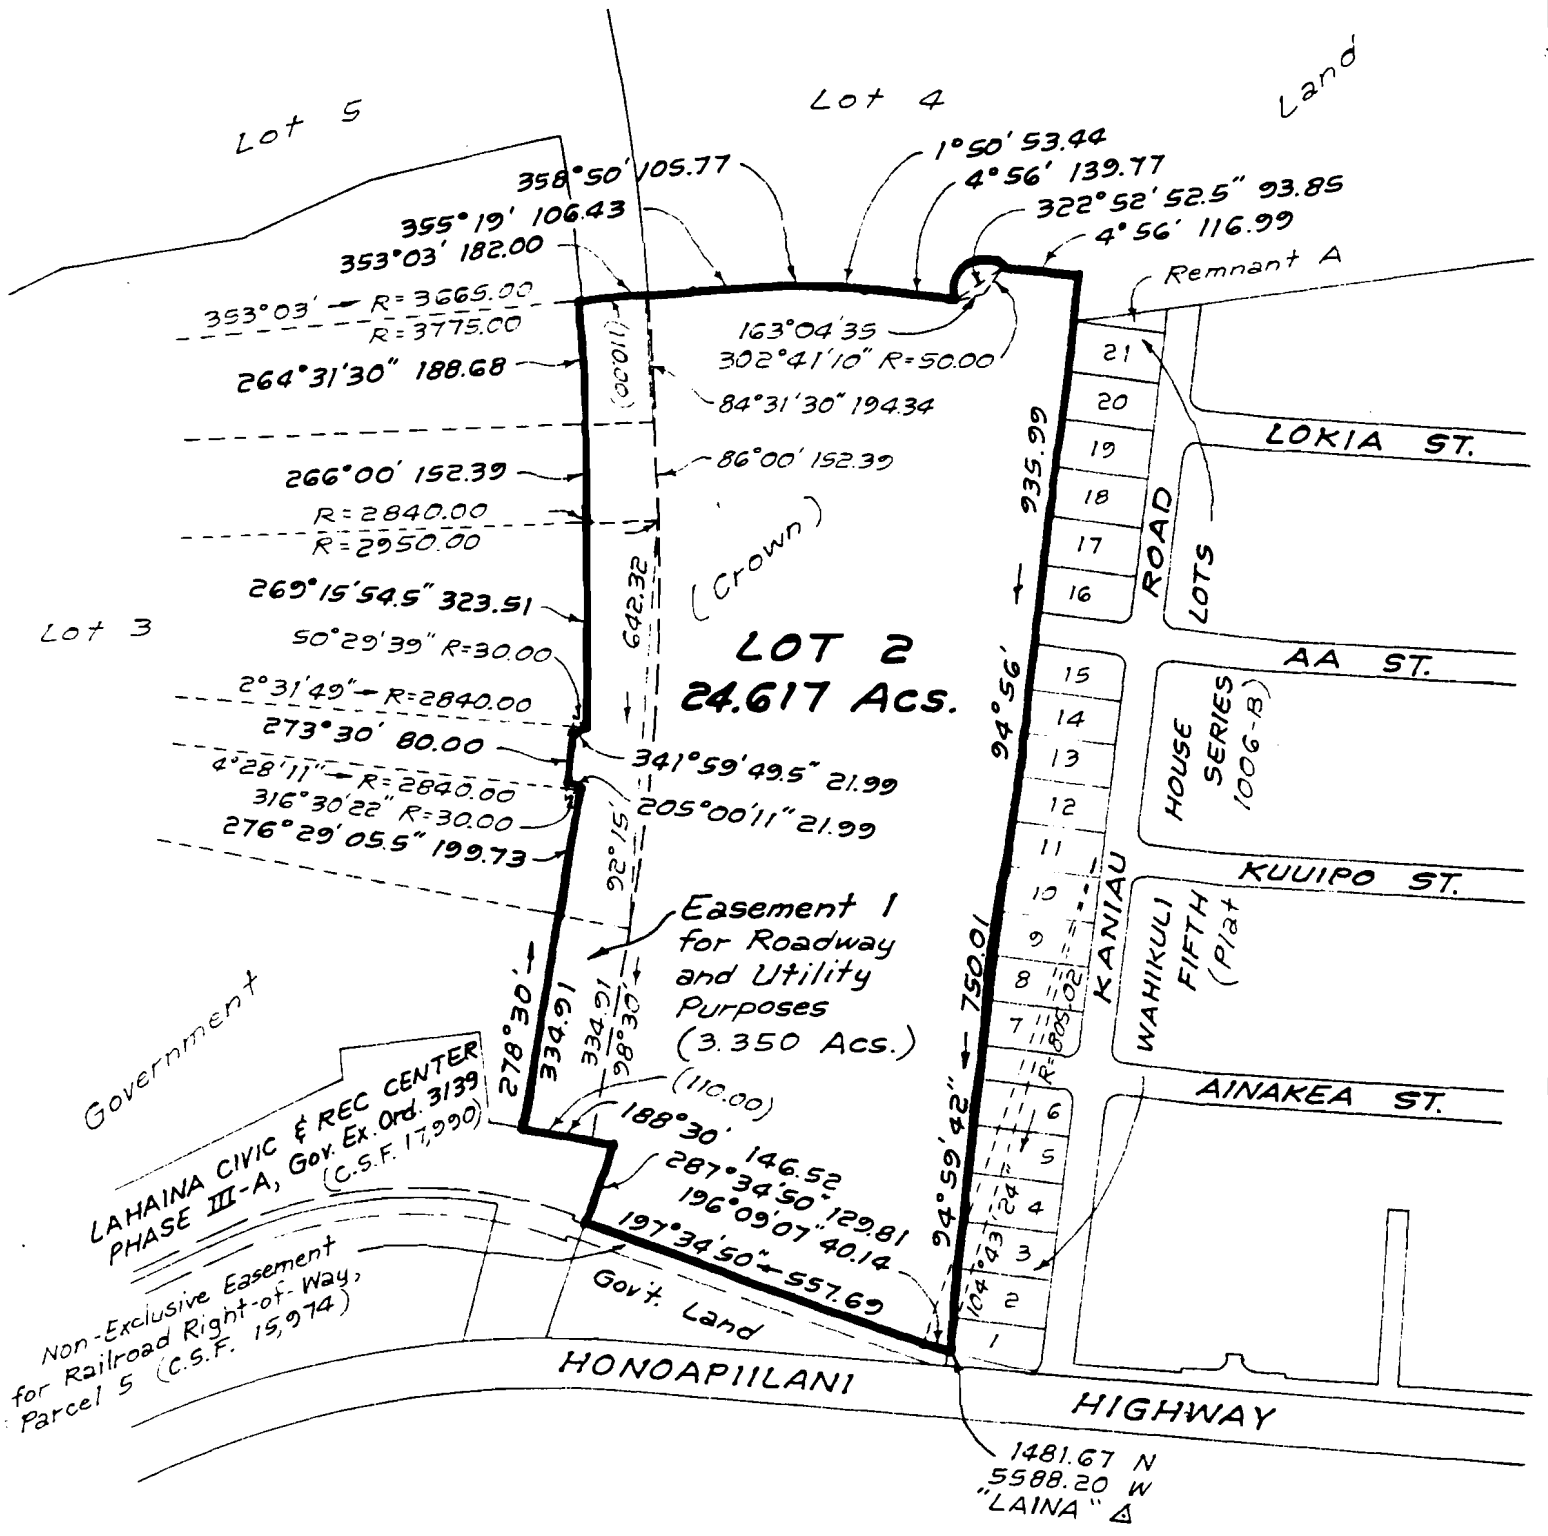 Lot 5
Lot 4
Land
358°50' 105.77
1°50' 53.44
4°56' 139.77
322°52'52.5" 93.85
4°56' 116.99
355°19' 106.43
353°03' 182.00
Remnant A
353°03' R=3665.00
R=3775.00
(110.00)
163°04'35
302°41'10" R=50.00
264°31'30" 188.68
84°31'30" 194.34
266°00' 152.39
86°00' 152.39
R=2840.00
R=2950.00
(Crown)
935.99
269°15'54.5" 323.51
642.32
Lot 3
50°29'39" R=30.00
LOT 2
24.617 Acs.
94°56'
2°31'49" R=2840.00
273°30' 80.00
341°59'49.5" 21.99
4°28'11" R=2840.00
316°30'22" R=30.00
205°00'11" 21.99
276°29'05.5" 199.73
92°26'15"
Easement 1
for Roadway
and Utility
Purposes
(3.350 Acs.)
750.01
278°30'
334.91
334.91
98°30'
(110.00)
Government
188°30' 146.52
287°34'50" 129.81
196°09'07" 40.14
197°34'50" 557.69
94°59'42"
104°43'24"
R=805.02
LAHAINA CIVIC & REC CENTER
PHASE III-A, Gov. Ex. Ord. 3139
(C.S.F. 17,990)
Non-Exclusive Easement
for Railroad Right-of-Way,
Parcel 5 (C.S.F. 15,974)
Gov't. Land
HONOAPIILANI
HIGHWAY
1481.67 N
5588.20 W
"LAINA"
21
20
19
18
17
16
15
14
13
12
11
10
9
8
7
6
5
4
3
2
1
KANIAU
ROAD
LOTS
LOKIA ST.
AA ST.
HOUSE
SERIES
1006-B)
KUUIPO ST.
WAHIKULI
FIFTH
(Plat
AINAKEA ST.